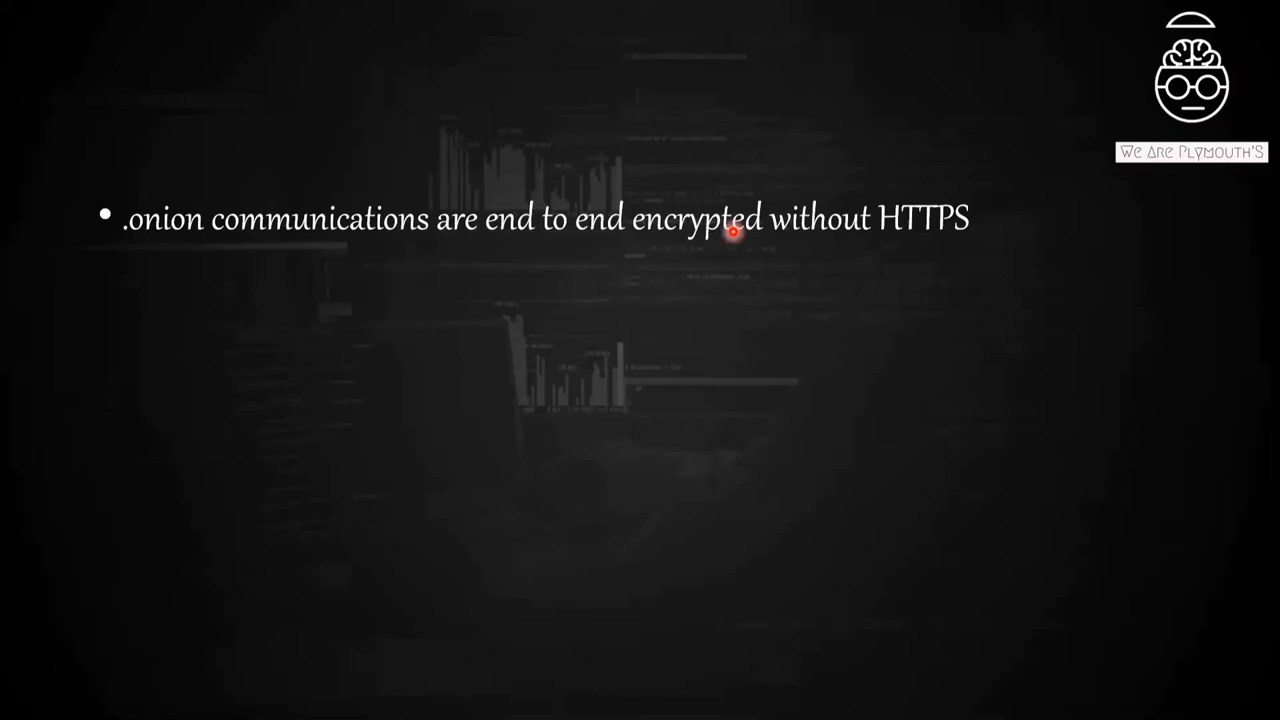 We Are Plymouth's
• .onion communications are end to end encrypted without HTTPS